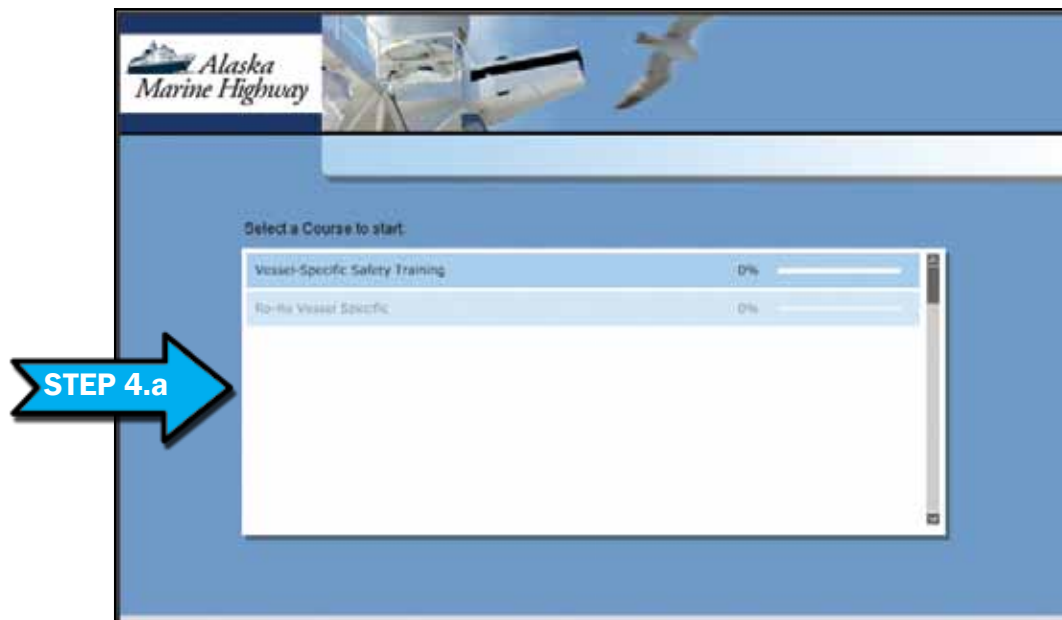 Alaska
Marine Highway
Select a Course to start:
Vessel-Specific Safety Training 0%
Ro-Ro Vessel Specific 0%
STEP 4.a